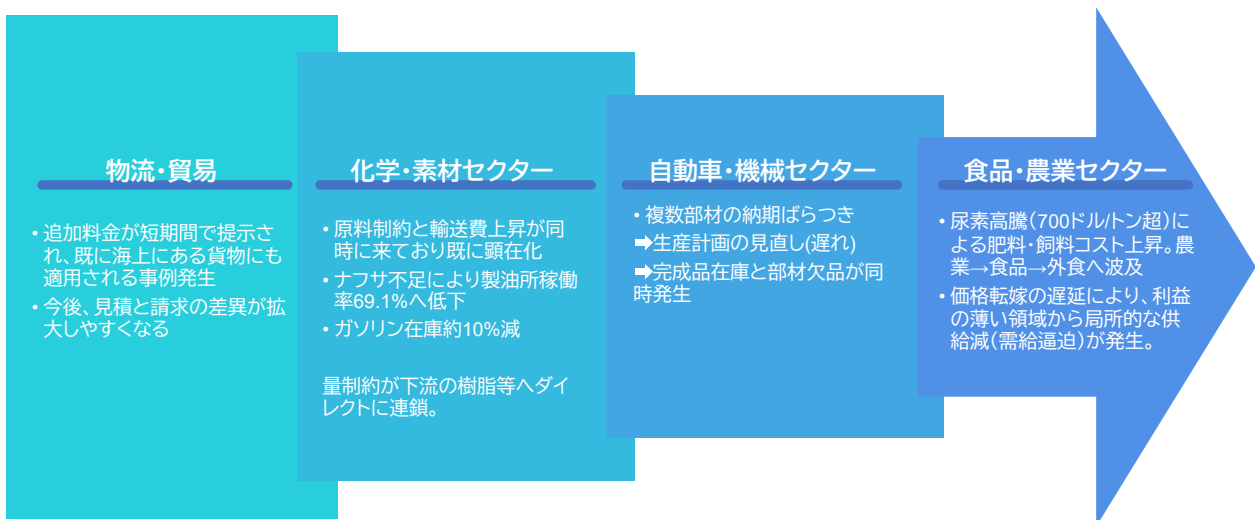 物流・貿易
• 追加料金が短期間で提示さ
れ、既に海上にある貨物にも
適用される事例発生
• 今後、見積と請求の差異が拡
大しやすくなる
化学・素材セクター
• 原料制約と輸送費上昇が同
時に来ており既に顕在化
• ナフサ不足により製油所稼働
率69.1%へ低下
• ガソリン在庫約10%減
量制約が下流の樹脂等へダイ
レクトに連鎖。
自動車・機械セクター
• 複数部材の納期ばらつき
➡生産計画の見直し(遅れ)
➡完成品在庫と部材欠品が同
時発生
食品・農業セクター
• 尿素高騰（700ドル/トン超）に
よる肥料・飼料コスト上昇。農
業→食品→外食へ波及
• 価格転嫁の遅延により、利益
の薄い領域から局所的な供
給減（需給逼迫）が発生。